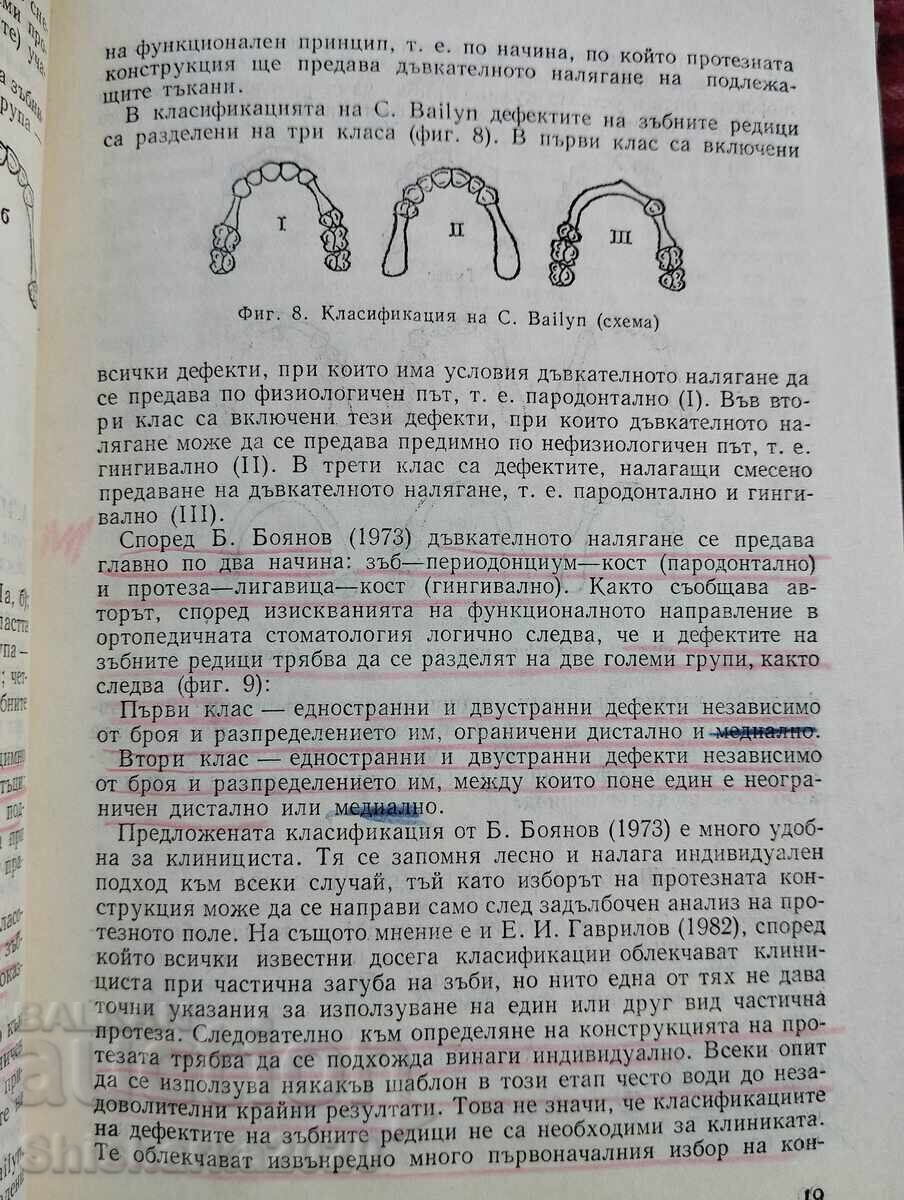 на функционален принцип, т. е. по начина, по който протезната
конструкция ще предава дъвкателното налягане на подлежа-
щите тъкани.
В класификацията на C. Bailyn дефектите на зъбните редици
са разделени на три класа (фиг. 8). В първи клас са включени
I
II
III
Фиг. 8. Класификация на C. Bailyn (схема)
всички дефекти, при които има условия дъвкателното налягане да
се предава по физиологичен път, т. е. пародонтално (I). Във вто-
ри клас са включени тези дефекти, при които дъвкателното на-
лягане може да се предава предимно по нефизиологичен път, т. е.
гингивално (II). В трети клас са дефектите, налагащи смесено
предаване на дъвкателното налягане, т. е. пародонтално и гинги-
вално (III).
Според Б. Боянов (1973) дъвкателното налягане се предава
главно по два начина: зъб—периодонциум—кост (пародонтално)
и протеза—лигавица—кост (гингивално). Както съобщава ав-
торът, според изискванията на функционалното направление в
ортопедичната стоматология логично следва, че и дефектите на
зъбните редици трябва да се разделят на две големи групи, както
следва (фиг. 9):
Първи клас — едностранни и двустранни дефекти независимо
от броя и разпределението им, ограничени дистално и медиално.
Втори клас — едностранни и двустранни дефекти независимо
от броя и разпределението им, между които поне един е неогра-
ничен дистално или медиално.
Предложената класификация от Б. Боянов (1973) е много удоб-
на за клинициста. Тя се запомня лесно и налага индивидуален
подход към всеки случай, тъй като изборът на протезната кон-
струкция може да се направи само след задълбочен анализ на про-
тезното поле. На същото мнение е и Е. И. Гаврилов (1982), според
който всички известни досега класификации облекчават клини-
циста при частична загуба на зъби, но нито една от тях не дава
точни указания за използуване на един или друг вид частична
протеза. Следователно към определяне на конструкцията на про-
тезата трябва да се подхожда винаги индивидуално. Всеки опит
да се използува някакъв шаблон в този етап често води до неза-
доволителни крайни резултати. Това не значи, че класификациите
на дефектите на зъбните редици не са необходими за клиниката.
Те облекчават извънредно много първоначалния избор на кон-
19